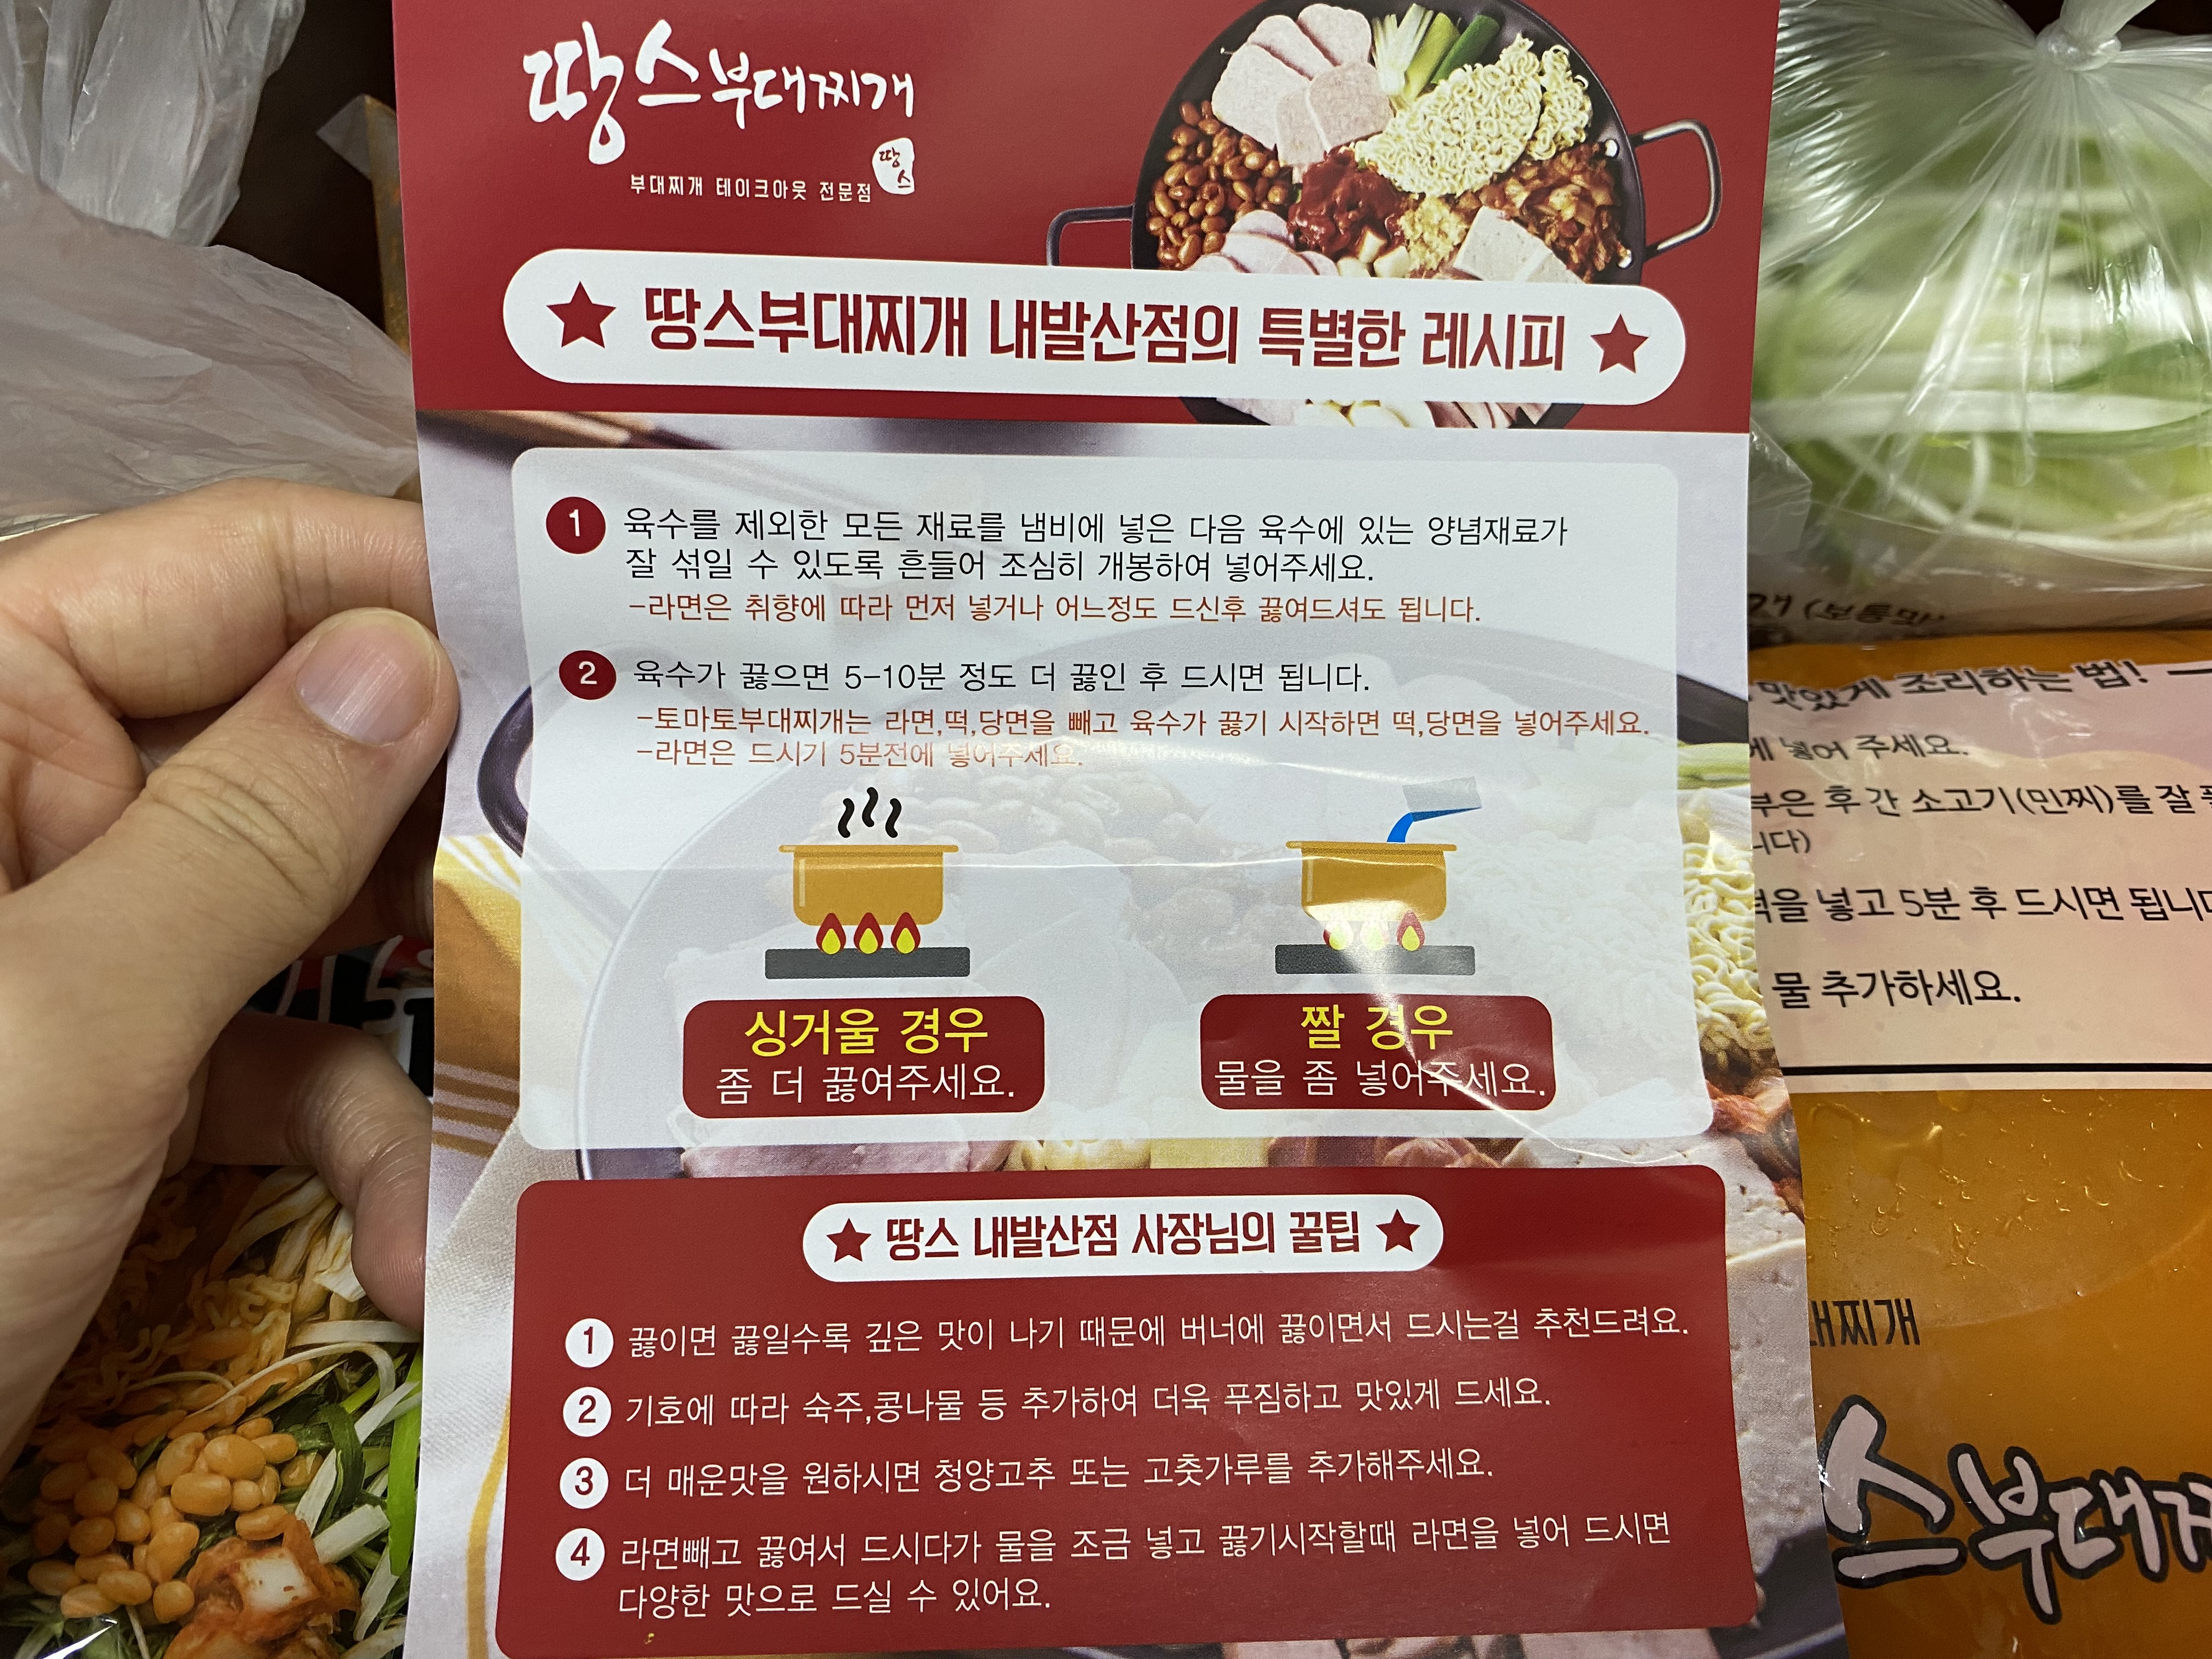 땅스부대찌개
땅스
부대찌개 테이크아웃 전문점
땅스부대찌개 내발산점의 특별한 레시피
1 육수를 제외한 모든 재료를 냄비에 넣은 다음 육수에 있는 양념재료가
잘 섞일 수 있도록 흔들어 조심히 개봉하여 넣어주세요.
-라면은 취향에 따라 먼저 넣거나 어느정도 드신후 끓여드셔도 됩니다.
2 육수가 끓으면 5-10분 정도 더 끓인 후 드시면 됩니다.
-토마토부대찌개는 라면,떡,당면을 빼고 육수가 끓기 시작하면 떡,당면을 넣어주세요.
-라면은 드시기 5분전에 넣어주세요.
싱거울 경우
좀 더 끓여주세요.
짤 경우
물을 좀 넣어주세요.
땅스 내발산점 사장님의 꿀팁
1 끓이면 끓일수록 깊은 맛이 나기 때문에 버너에 끓이면서 드시는걸 추천드려요.
2 기호에 따라 숙주,콩나물 등 추가하여 더욱 푸짐하고 맛있게 드세요.
3 더 매운맛을 원하시면 청양고추 또는 고춧가루를 추가해주세요.
4 라면빼고 끓여서 드시다가 물을 조금 넣고 끓기시작할때 라면을 넣어 드시면
다양한 맛으로 드실 수 있어요.
(보통맛)
맛있게 조리하는 법!
넣어 주세요.
부은 후 간 소고기(민찌)를 잘
니다)
넣고 5분 후 드시면 됩니다
물 추가하세요.
대찌개
스부대찌